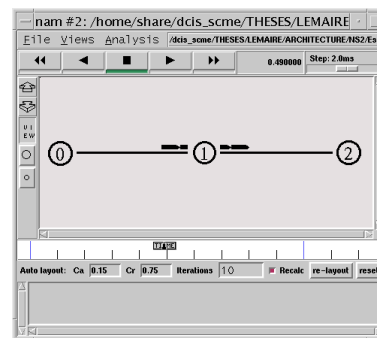 nam #2: /home/share/dcis_scme/THESES/LEMAIRE
File Views Analysis /dcis_scme/THESES/LEMAIRE/ARCHITECTURE/NS2/Es
0.490000 Step: 2.0ms
VIEW
0 1 2
TIME
Auto layout: Ca 0.15 Cr 0.75 Iterations 10 Recalc re-layout reset